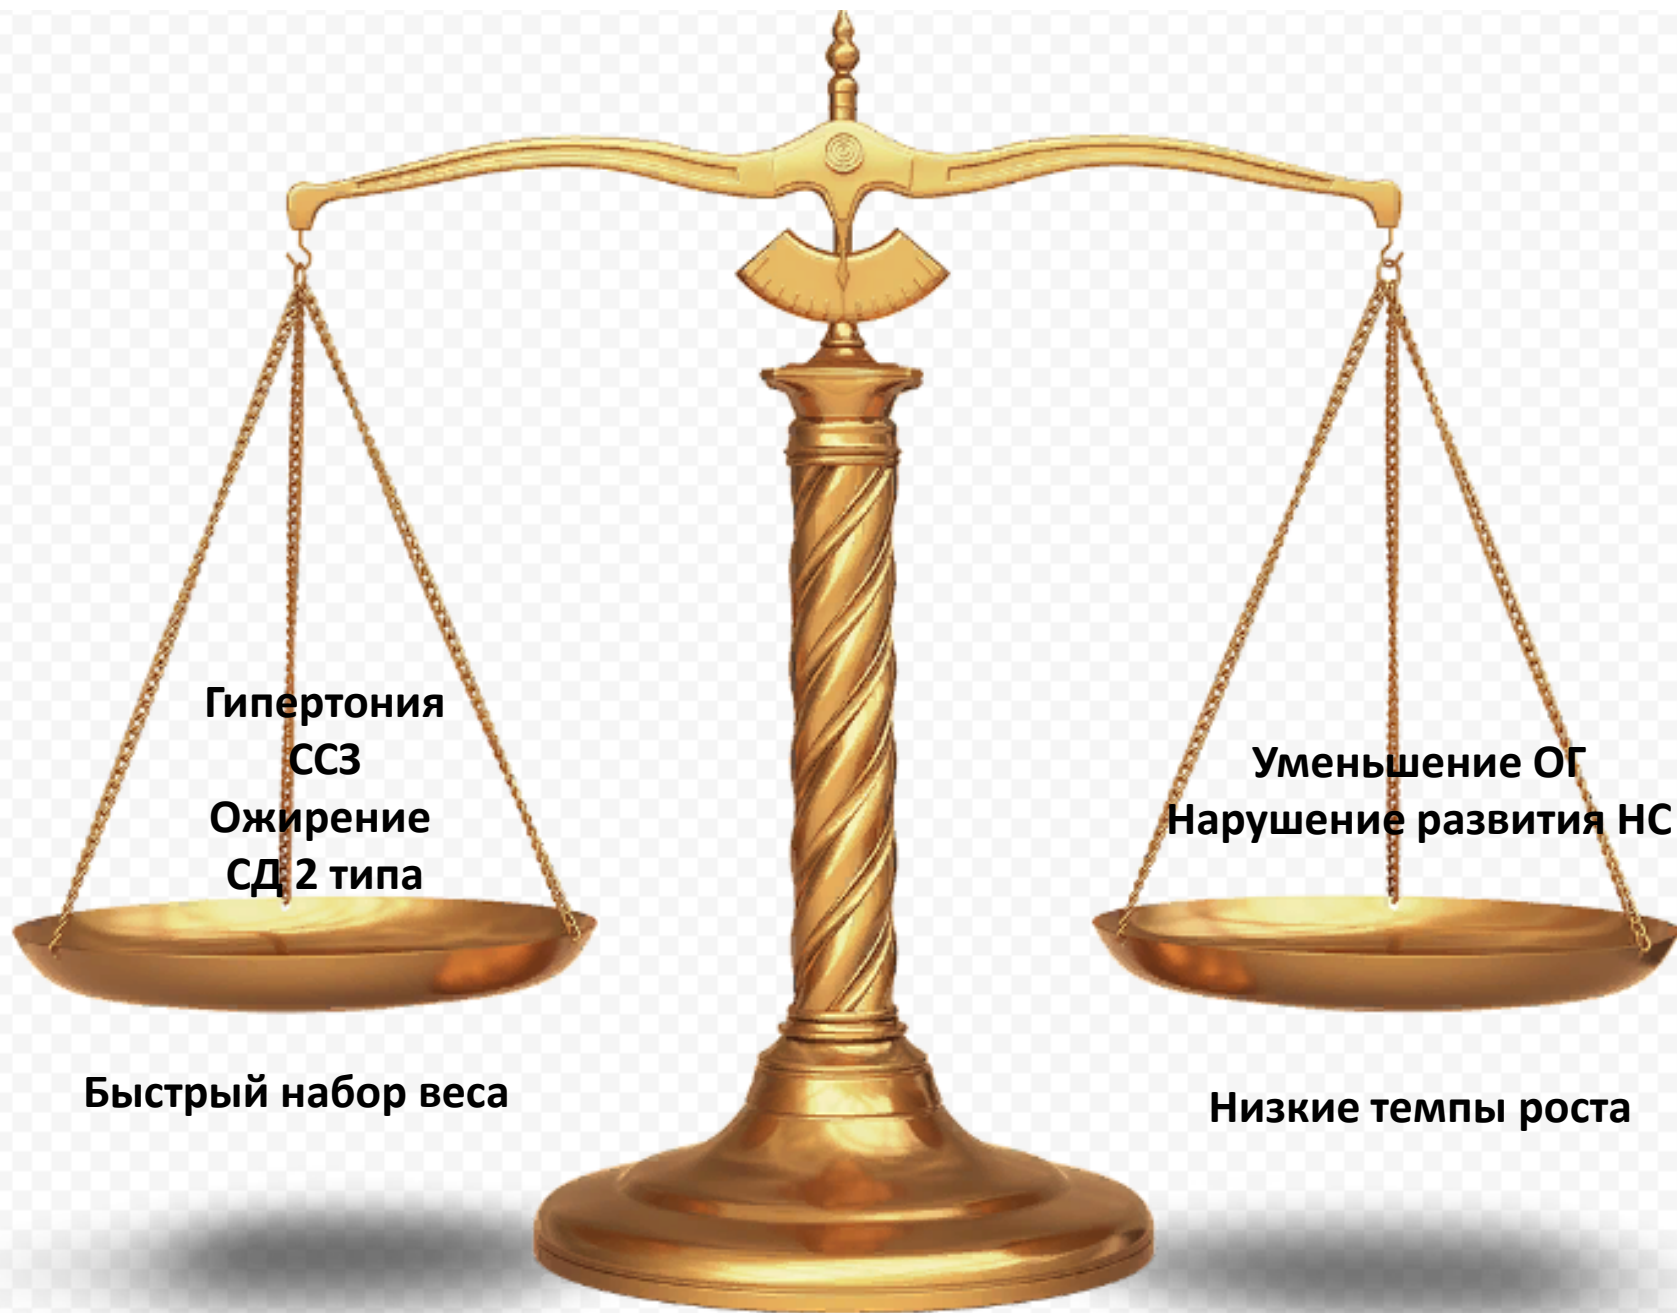 Гипертония
ССЗ
Ожирение
СД 2 типа
Быстрый набор веса
Уменьшение ОГ
Нарушение развития НС
Низкие темпы роста